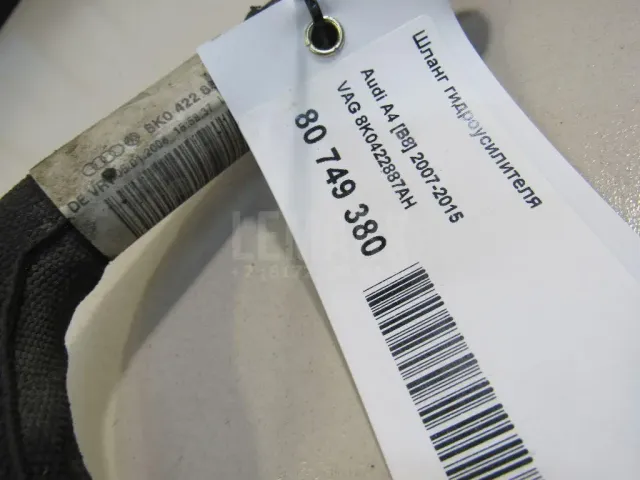 Шланг гидроусилителя
Audi A4 [B8] 2007-2015
VAG 8K0422887AH
80 749 380
8K0 422 8
DE